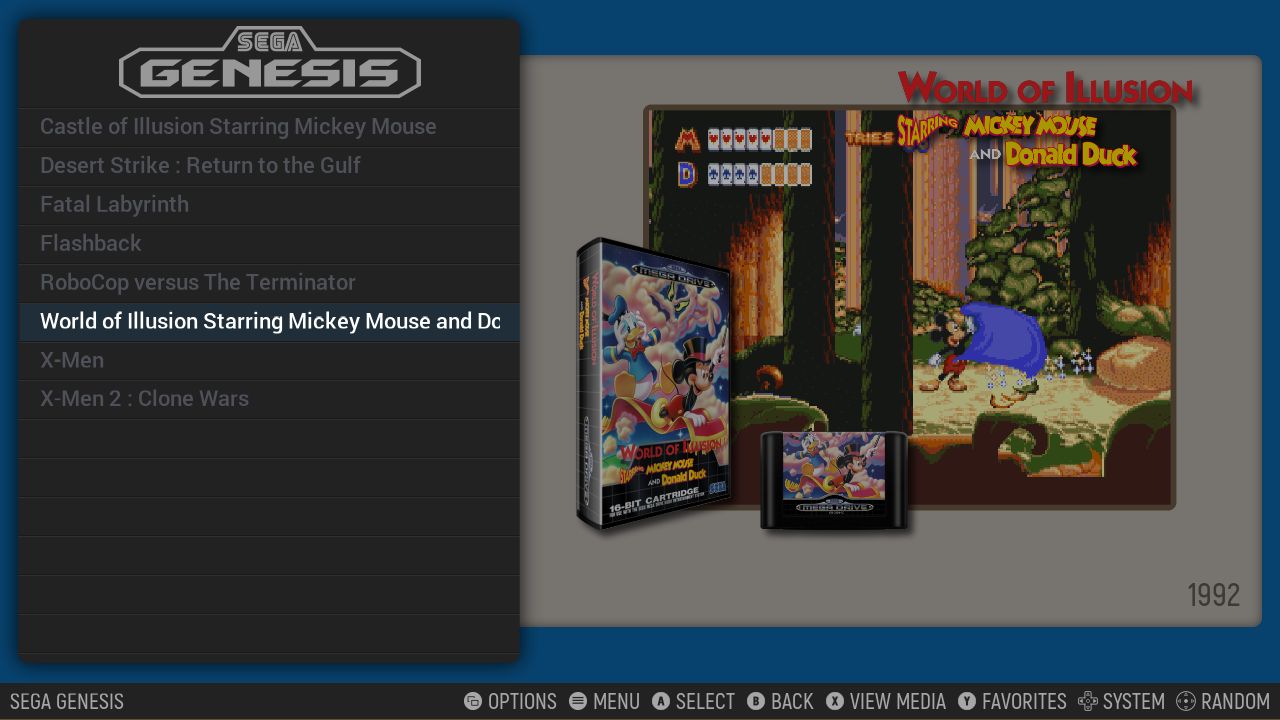 SEGA
GENESIS
Castle of Illusion Starring Mickey Mouse
Desert Strike : Return to the Gulf
Fatal Labyrinth
Flashback
RoboCop versus The Terminator
World of Illusion Starring Mickey Mouse and Do
X-Men
X-Men 2 : Clone Wars
WORLD OF ILLUSION
STARRING MICKEY MOUSE
AND DONALD DUCK
M
TRIES
D
MEGA DRIVE
WORLD OF ILLUSION
STARRING MICKEY MOUSE
AND DONALD DUCK
16-BIT CARTRIDGE
SEGA
MEGA DRIVE
1992
SEGA GENESIS
OPTIONS
MENU
A SELECT
B BACK
X VIEW MEDIA
Y FAVORITES
SYSTEM
RANDOM